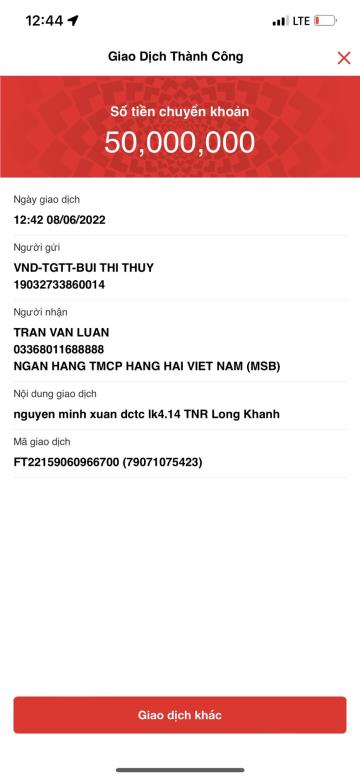 12:44
LTE
Giao Dịch Thành Công
Số tiền chuyển khoản
50,000,000
Ngày giao dịch
12:42 08/06/2022
Người gửi
VND-TGTT-BUI THI THUY
19032733860014
Người nhận
TRAN VAN LUAN
03368011688888
NGAN HANG TMCP HANG HAI VIET NAM (MSB)
Nội dung giao dịch
nguyen minh xuan dctc lk4.14 TNR Long Khanh
Mã giao dịch
FT22159060966700 (79071075423)
Giao dịch khác